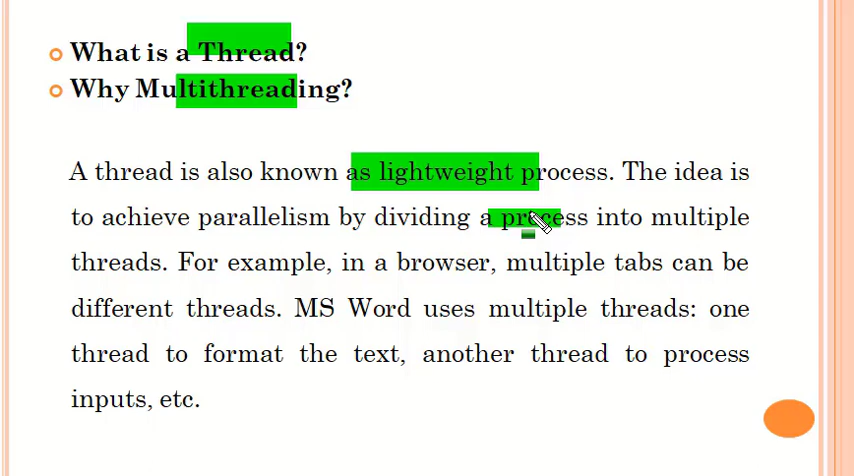 What is a Thread?
Why Multithreading?
A thread is also known as lightweight process. The idea is
to achieve parallelism by dividing a process into multiple
threads. For example, in a browser, multiple tabs can be
different threads. MS Word uses multiple threads: one
thread to format the text, another thread to process
inputs, etc.